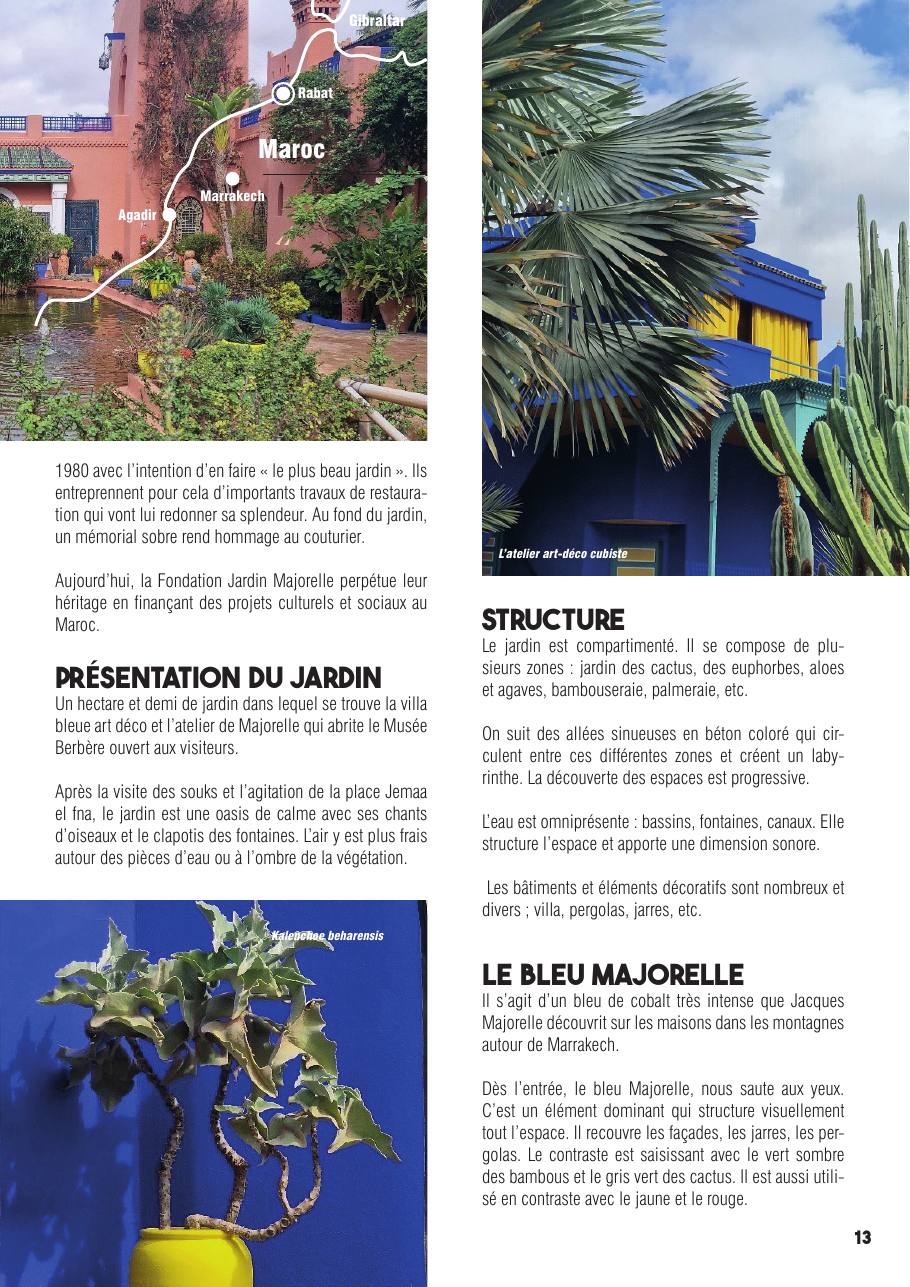 Gibraltar
Rabat
Maroc
Marrakech
Agadir
1980 avec l’intention d’en faire « le plus beau jardin ». Ils
entreprennent pour cela d’importants travaux de restaura-
tion qui vont lui redonner sa splendeur. Au fond du jardin,
un mémorial sobre rend hommage au couturier.
Aujourd’hui, la Fondation Jardin Majorelle perpétue leur
héritage en finançant des projets culturels et sociaux au
Maroc.
PRÉSENTATION DU JARDIN
Un hectare et demi de jardin dans lequel se trouve la villa
bleue art déco et l’atelier de Majorelle qui abrite le Musée
Berbère ouvert aux visiteurs.
Après la visite des souks et l’agitation de la place Jemaa
el fna, le jardin est une oasis de calme avec ses chants
d’oiseaux et le clapotis des fontaines. L’air y est plus frais
autour des pièces d’eau ou à l’ombre de la végétation.
Kalenchoe beharensis
L’atelier art-déco cubiste
STRUCTURE
Le jardin est compartimenté. Il se compose de plu-
sieurs zones : jardin des cactus, des euphorbes, aloes
et agaves, bambouseraie, palmeraie, etc.
On suit des allées sinueuses en béton coloré qui cir-
culent entre ces différentes zones et créent un laby-
rinthe. La découverte des espaces est progressive.
L’eau est omniprésente : bassins, fontaines, canaux. Elle
structure l’espace et apporte une dimension sonore.
Les bâtiments et éléments décoratifs sont nombreux et
divers ; villa, pergolas, jarres, etc.
LE BLEU MAJORELLE
Il s’agit d’un bleu de cobalt très intense que Jacques
Majorelle découvrit sur les maisons dans les montagnes
autour de Marrakech.
Dès l’entrée, le bleu Majorelle, nous saute aux yeux.
C’est un élément dominant qui structure visuellement
tout l’espace. Il recouvre les façades, les jarres, les per-
golas. Le contraste est saisissant avec le vert sombre
des bambous et le gris vert des cactus. Il est aussi utili-
sé en contraste avec le jaune et le rouge.
13